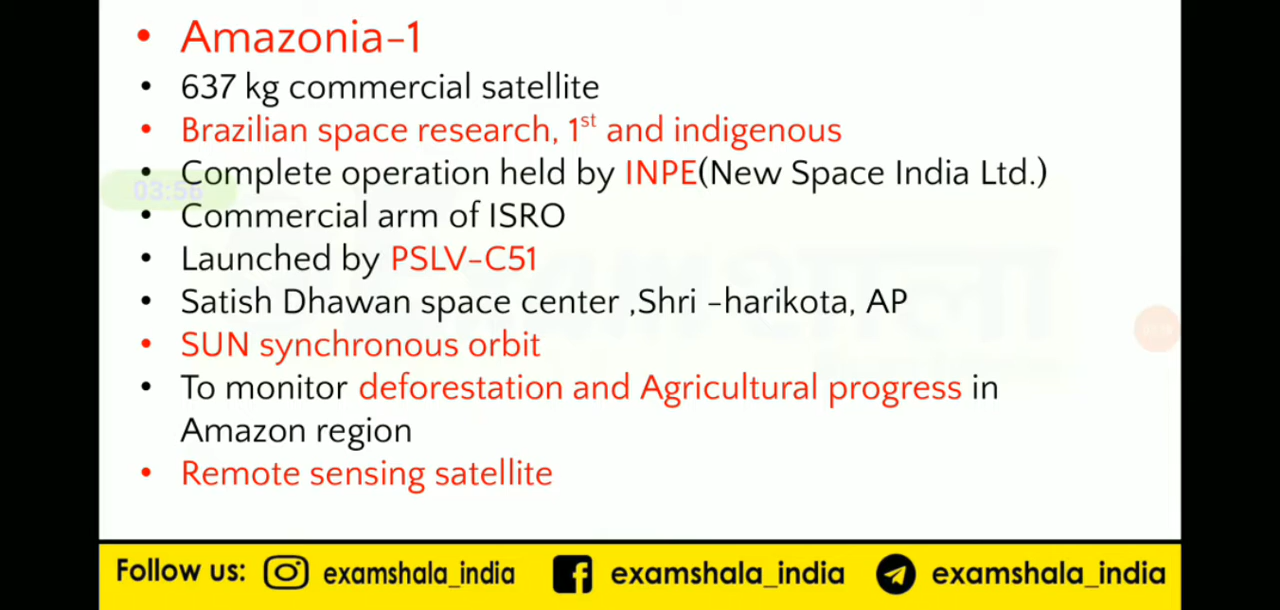 Amazonia-1
637 kg commercial satellite
Brazilian space research, 1st and indigenous
Complete operation held by INPE(New Space India Ltd.)
03:56
Commercial arm of ISRO
Launched by PSLV-C51
Satish Dhawan space center ,Shri -harikota, AP
SUN synchronous orbit
To monitor deforestation and Agricultural progress in
Amazon region
Remote sensing satellite
Follow us: examshala_india examshala_india examshala_india